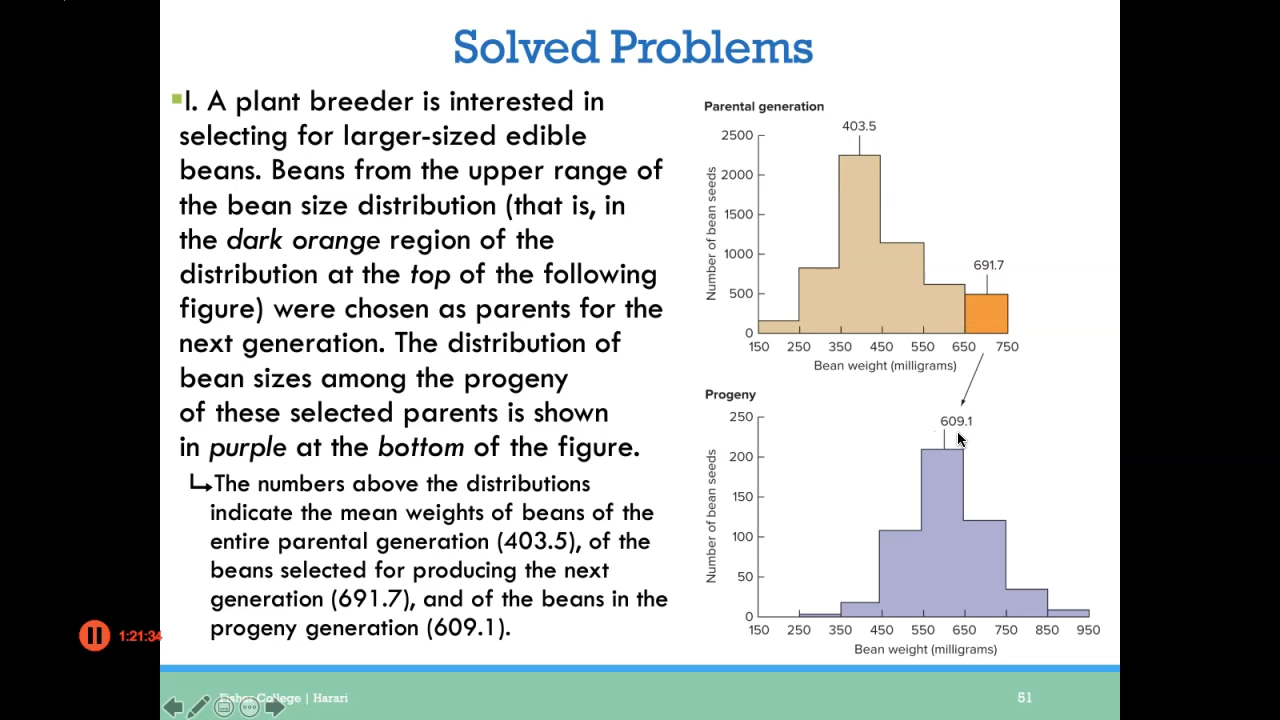 Solved Problems
I. A plant breeder is interested in
selecting for larger-sized edible
beans. Beans from the upper range of
the bean size distribution (that is, in
the dark orange region of the
distribution at the top of the following
figure) were chosen as parents for the
next generation. The distribution of
bean sizes among the progeny
of these selected parents is shown
in purple at the bottom of the figure.
The numbers above the distributions
indicate the mean weights of beans of the
entire parental generation (403.5), of the
beans selected for producing the next
generation (691.7), and of the beans in the
progeny generation (609.1).
Parental generation
403.5
2500
2000
1500
1000
500
0
Number of bean seeds
691.7
150 250 350 450 550 650 750
Bean weight (milligrams)
Progeny
609.1
250
200
150
100
50
0
Number of bean seeds
150 250 350 450 550 650 750 850 950
Bean weight (milligrams)
1:21:34
Fisher College | Harari
51